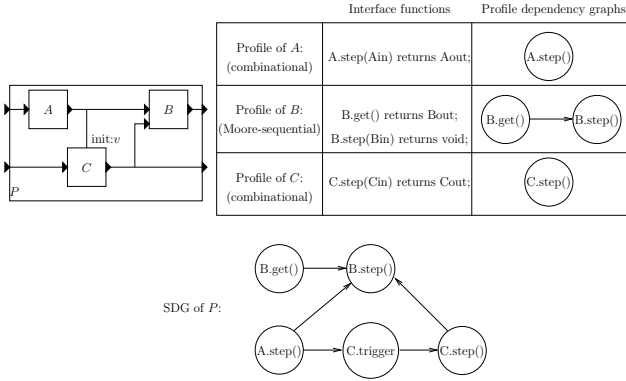 Interface functions Profile dependency graphs
Profile of A:
(combinational)
A.step(Ain) returns Aout;
A.step()
A
B
init:v
C
P
Profile of B:
(Moore-sequential)
B.get() returns Bout;
B.step(Bin) returns void;
B.get()
B.step()
Profile of C:
(combinational)
C.step(Cin) returns Cout;
C.step()
B.get()
B.step()
SDG of P:
A.step()
C.trigger
C.step()